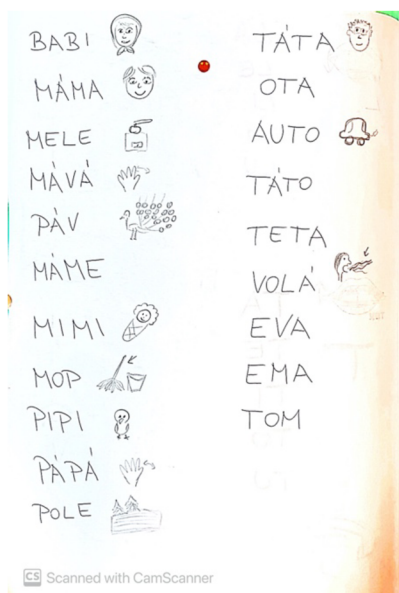 BABI
MÁMA
MELE
MÁVÁ
PÁV
MÁME
MIMI
MOP
PIPI
PÁPÁ
POLE
TÁTA
OTA
AUTO
TÁTO
TETA
VOLÁ
EVA
EMA
TOM
CS Scanned with CamScanner